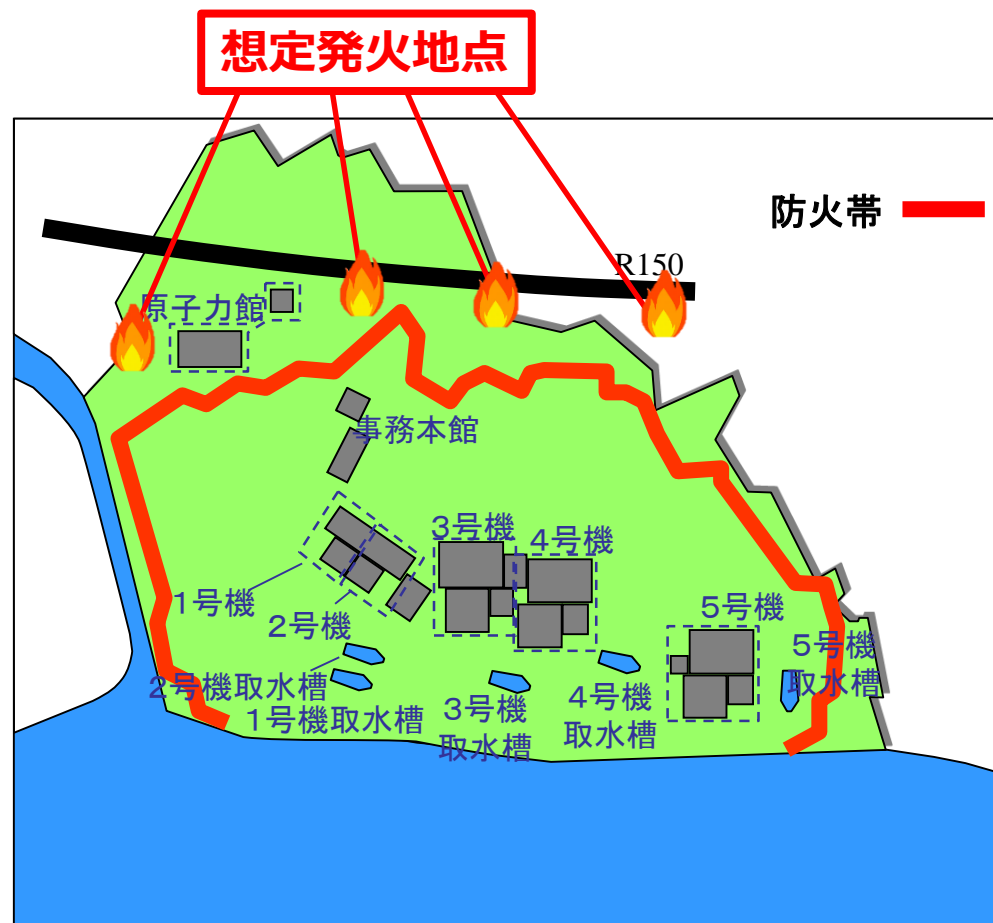 想定発火地点
防火帯
R150
原子力館
事務本館
3号機
4号機
1号機
2号機
5号機
5号機
取水槽
2号機取水槽
1号機取水槽
3号機
取水槽
4号機
取水槽